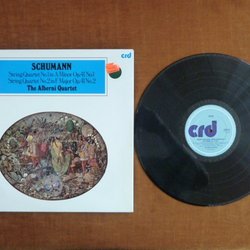 crd
SCHUMANN
String Quartet No.1 in A Minor Op.41 No.1
String Quartet No.2 in F Major Op.41 No.2
The Alberni Quartet
crd